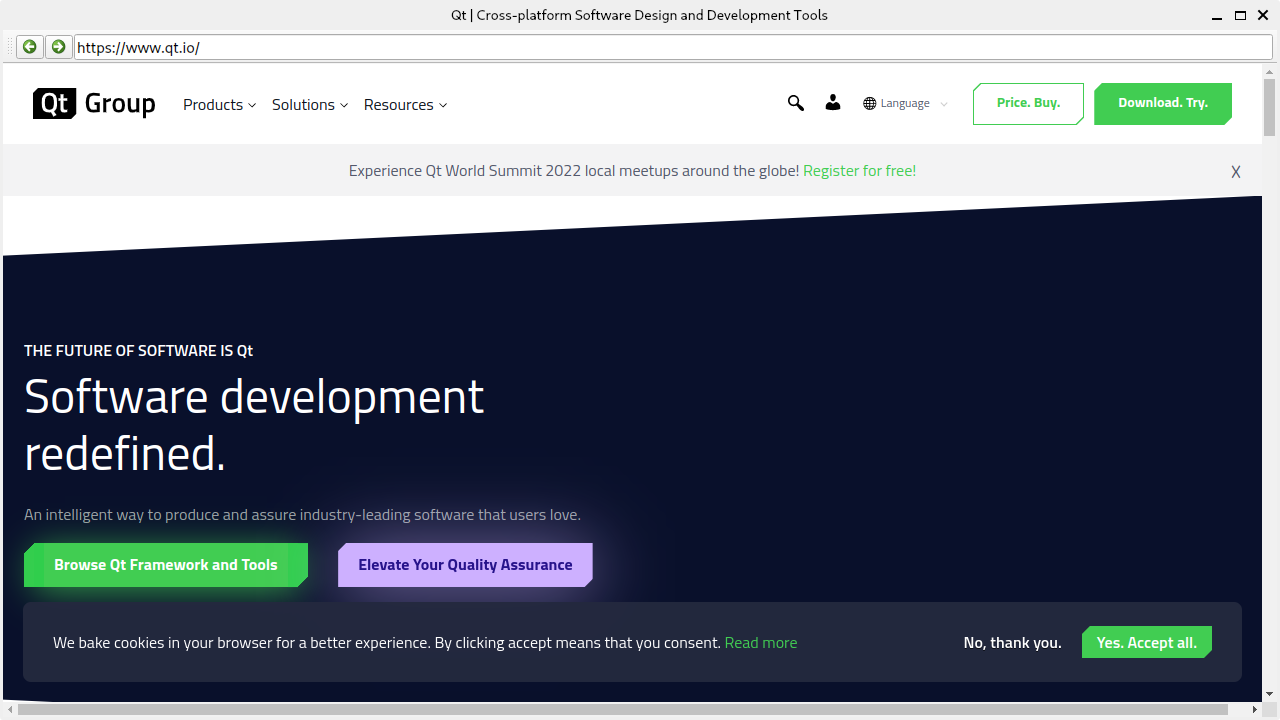 Qt | Cross-platform Software Design and Development Tools
https://www.qt.io/
Qt Group Products Solutions Resources Language Price. Buy. Download. Try.
Experience Qt World Summit 2022 local meetups around the globe! Register for free! X
THE FUTURE OF SOFTWARE IS Qt
Software development
redefined.
An intelligent way to produce and assure industry-leading software that users love.
Browse Qt Framework and Tools Elevate Your Quality Assurance
We bake cookies in your browser for a better experience. By clicking accept means that you consent. Read more No, thank you. Yes. Accept all.